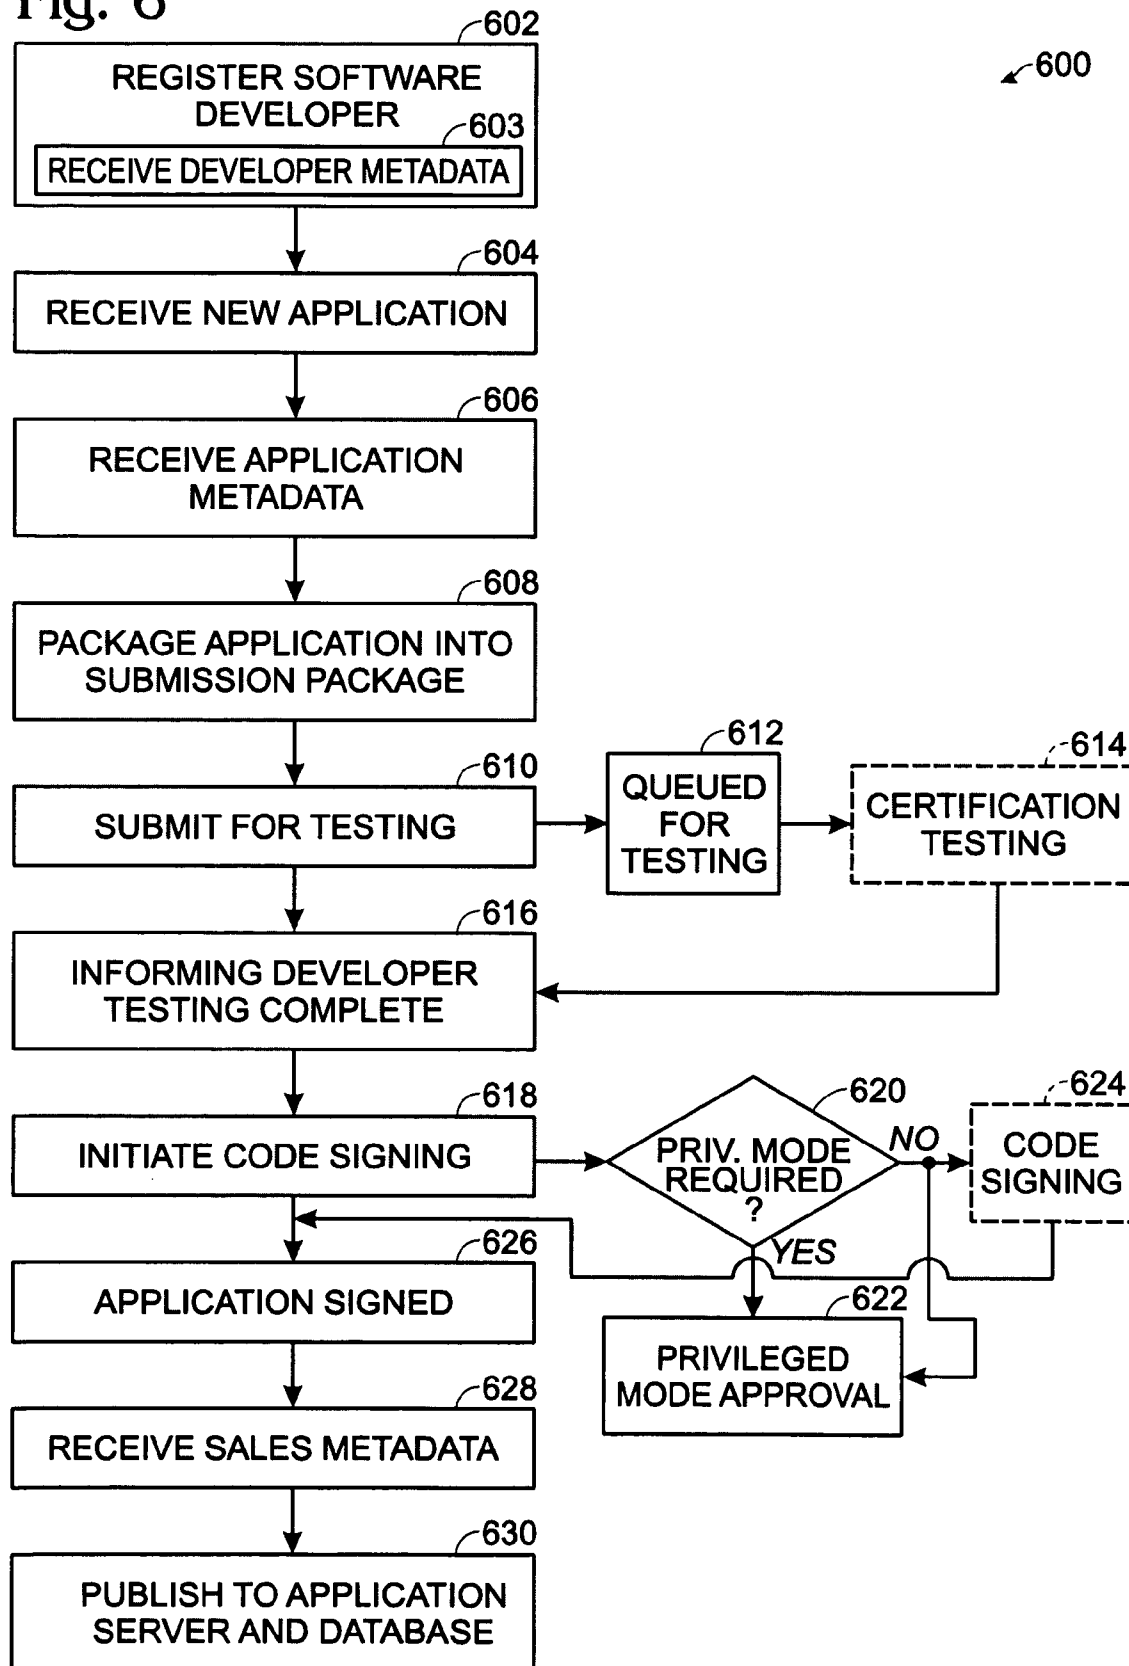 Fig. 6
600
602
REGISTER SOFTWARE
DEVELOPER
603
RECEIVE DEVELOPER METADATA
604
RECEIVE NEW APPLICATION
606
RECEIVE APPLICATION
METADATA
608
PACKAGE APPLICATION INTO
SUBMISSION PACKAGE
610
SUBMIT FOR TESTING
612
QUEUED
FOR
TESTING
614
CERTIFICATION
TESTING
616
INFORMING DEVELOPER
TESTING COMPLETE
618
INITIATE CODE SIGNING
620
PRIV. MODE
REQUIRED
?
NO
YES
624
CODE
SIGNING
622
PRIVILEGED
MODE APPROVAL
626
APPLICATION SIGNED
628
RECEIVE SALES METADATA
630
PUBLISH TO APPLICATION
SERVER AND DATABASE